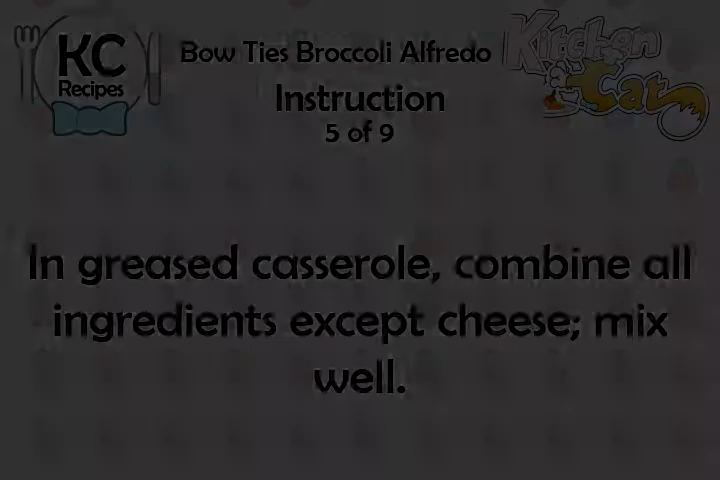 KC
Recipes
Bow Ties Broccoli Alfredo
Kitchen
Cat
Instruction
5 of 9
In greased casserole, combine all
ingredients except cheese; mix
well.